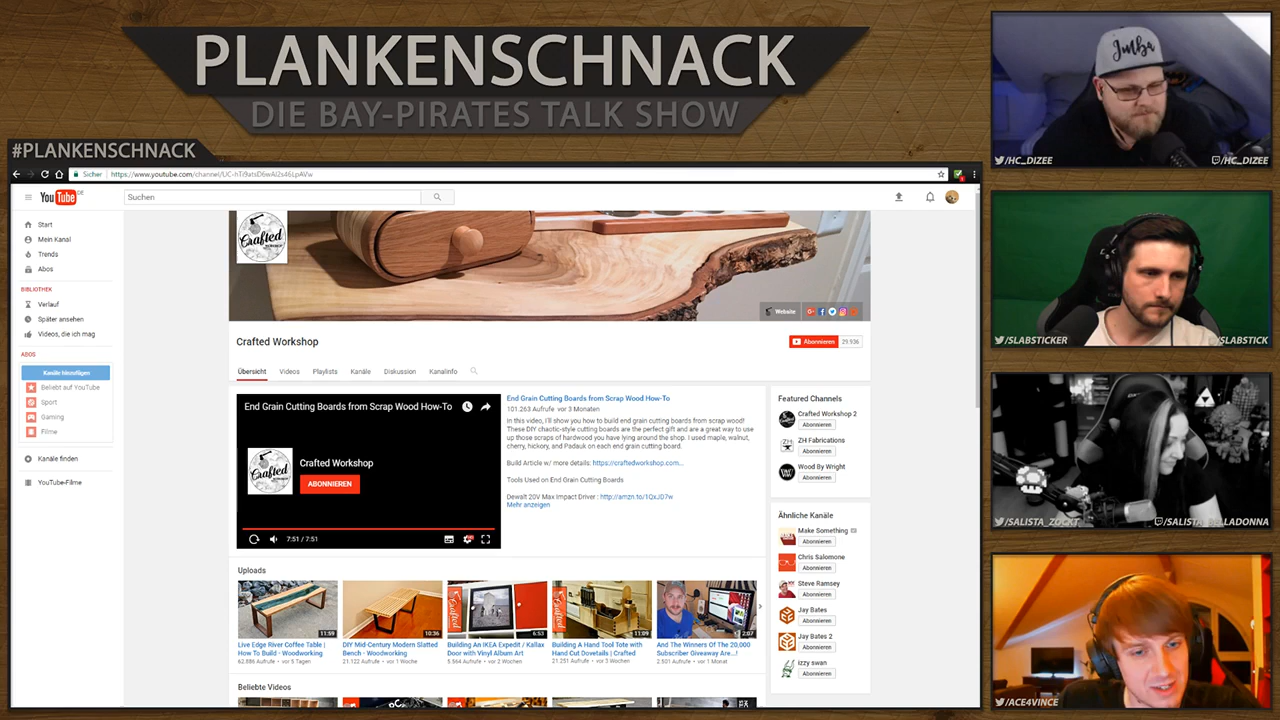 PLANKENSCHNACK
DIE BAY-PIRATES TALK SHOW
#PLANKENSCHNACK
Sicher
YouTube DE
Suchen
Start
Mein Kanal
Trends
Abos
BIBLIOTHEK
Verlauf
Später ansehen
Videos, die ich mag
ABOS
Kanäle hinzufügen
Beliebt auf YouTube
Sport
Gaming
Filme
Kanäle finden
YouTube-Filme
Crafted
Website
Crafted Workshop
Abonnieren 29.936
Übersicht Videos Playlists Kanäle Diskussion Kanalinfo
End Grain Cutting Boards from Scrap Wood How-To
Crafted
Crafted Workshop
ABONNIEREN
7:51 / 7:51
End Grain Cutting Boards from Scrap Wood How-To
101.263 Aufrufe vor 3 Monaten
In this video, I'll show you how to build end grain cutting boards from scrap wood!
These DIY chaotic-style cutting boards are the perfect gift and are a great way to use
up those scraps of hardwood you have lying around the shop. I used maple, walnut,
cherry, hickory, and Padauk on each end grain cutting board.
Build Article w/ more details: https://craftedworkshop.com...
Tools Used on End Grain Cutting Boards
Dewalt 20V Max Impact Driver : http://amzn.to/1QxJD7w
Mehr anzeigen
Featured Channels
Crafted Workshop 2
Abonnieren
ZH Fabrications
Abonnieren
Wood By Wright
Abonnieren
Ähnliche Kanäle
Make Something
Abonnieren
Chris Salomone
Abonnieren
Steve Ramsey
Abonnieren
Jay Bates
Abonnieren
Jay Bates 2
Abonnieren
izzy swan
Abonnieren
Uploads
11:59
Live Edge River Coffee Table |
How To Build - Woodworking
62.886 Aufrufe · vor 5 Tagen
10:36
DIY Mid-Century Modern Slatted
Bench - Woodworking
21.122 Aufrufe · vor 1 Woche
6:53
Building An IKEA Expedit / Kallax
Door with Vinyl Album Art
5.564 Aufrufe · vor 2 Wochen
11:09
Building A Hand Tool Tote with
Hand Cut Dovetails | Crafted
21.251 Aufrufe · vor 3 Wochen
2:07
And The Winners Of The 20,000
Subscriber Giveaway Are...!
2.501 Aufrufe · vor 1 Monat
Beliebte Videos
/HC_DIZEE
/HC_DIZEE
/SLABSTICKER
/SLABSTICK
/SALISTA_ZOCKT
/ACE4VINCE